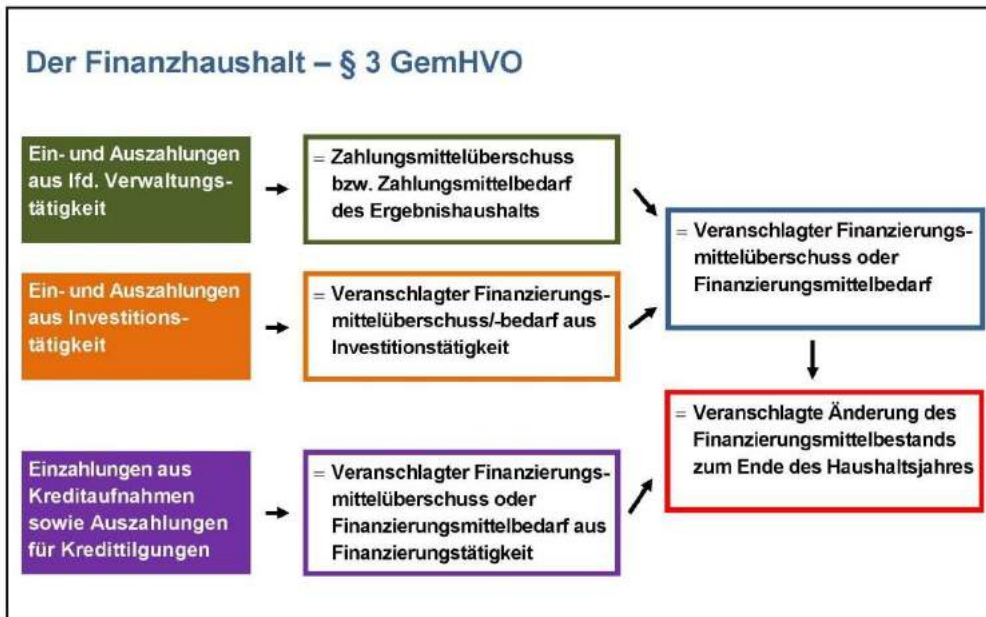 Der Finanzhaushalt – § 3 GemHVO
Ein- und Auszahlungen
aus lfd. Verwaltungs-
tätigkeit
= Zahlungsmittelüberschuss
bzw. Zahlungsmittelbedarf
des Ergebnishaushalts
Ein- und Auszahlungen
aus Investitions-
tätigkeit
= Veranschlagter Finanzierungs-
mittelüberschuss/-bedarf aus
Investitionstätigkeit
= Veranschlagter Finanzierungs-
mittelüberschuss oder
Finanzierungsmittelbedarf
Einzahlungen aus
Kreditaufnahmen
sowie Auszahlungen
für Kredittilgungen
= Veranschlagter Finanzierungs-
mittelüberschuss oder
Finanzierungsmittelbedarf aus
Finanzierungstätigkeit
= Veranschlagte Änderung des
Finanzierungsmittelbestands
zum Ende des Haushaltsjahres